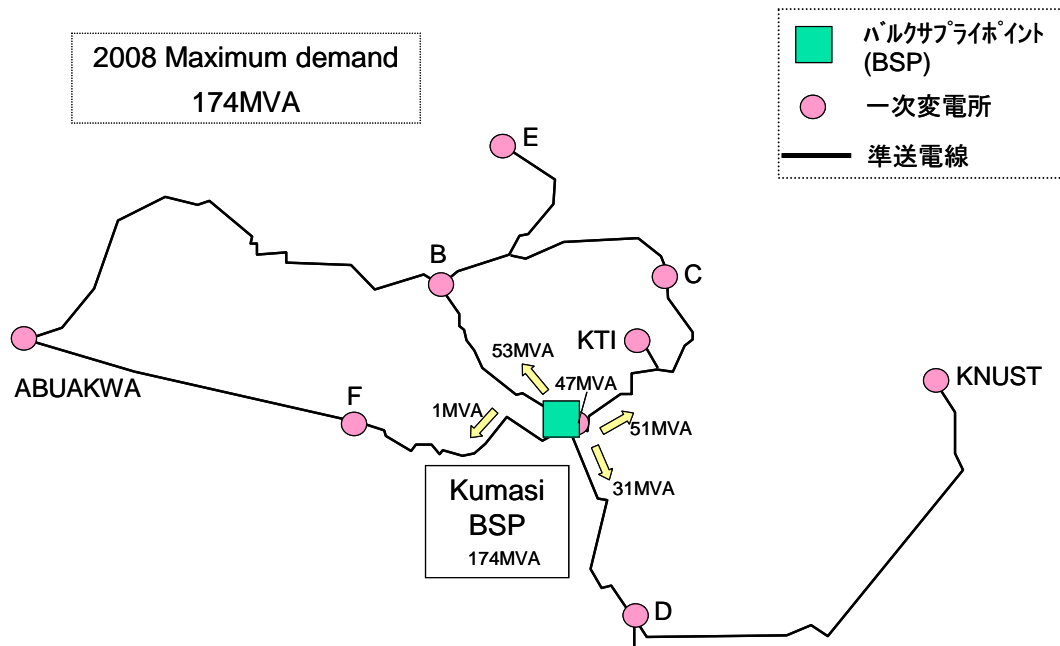 2008 Maximum demand
174MVA
バルクサプライポイント
(BSP)
一次変電所
準送電線
E
B
C
KTI
53MVA
47MVA
KNUST
ABUAKWA
F
1MVA
51MVA
31MVA
Kumasi
BSP
174MVA
D